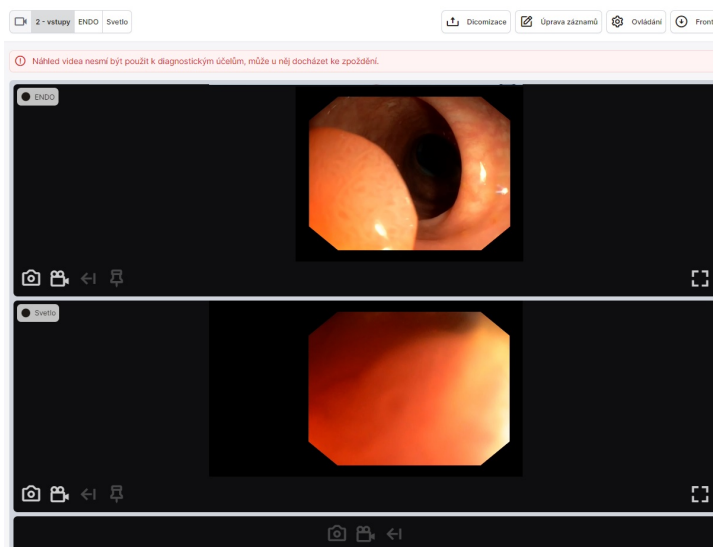 2 - vstupy ENDO Svetlo Dicomizace Úprava záznamů Ovládání Front
Náhled videa nesmí být použit k diagnostickým účelům, může u něj docházet ke zpoždění.
ENDO
Svetlo